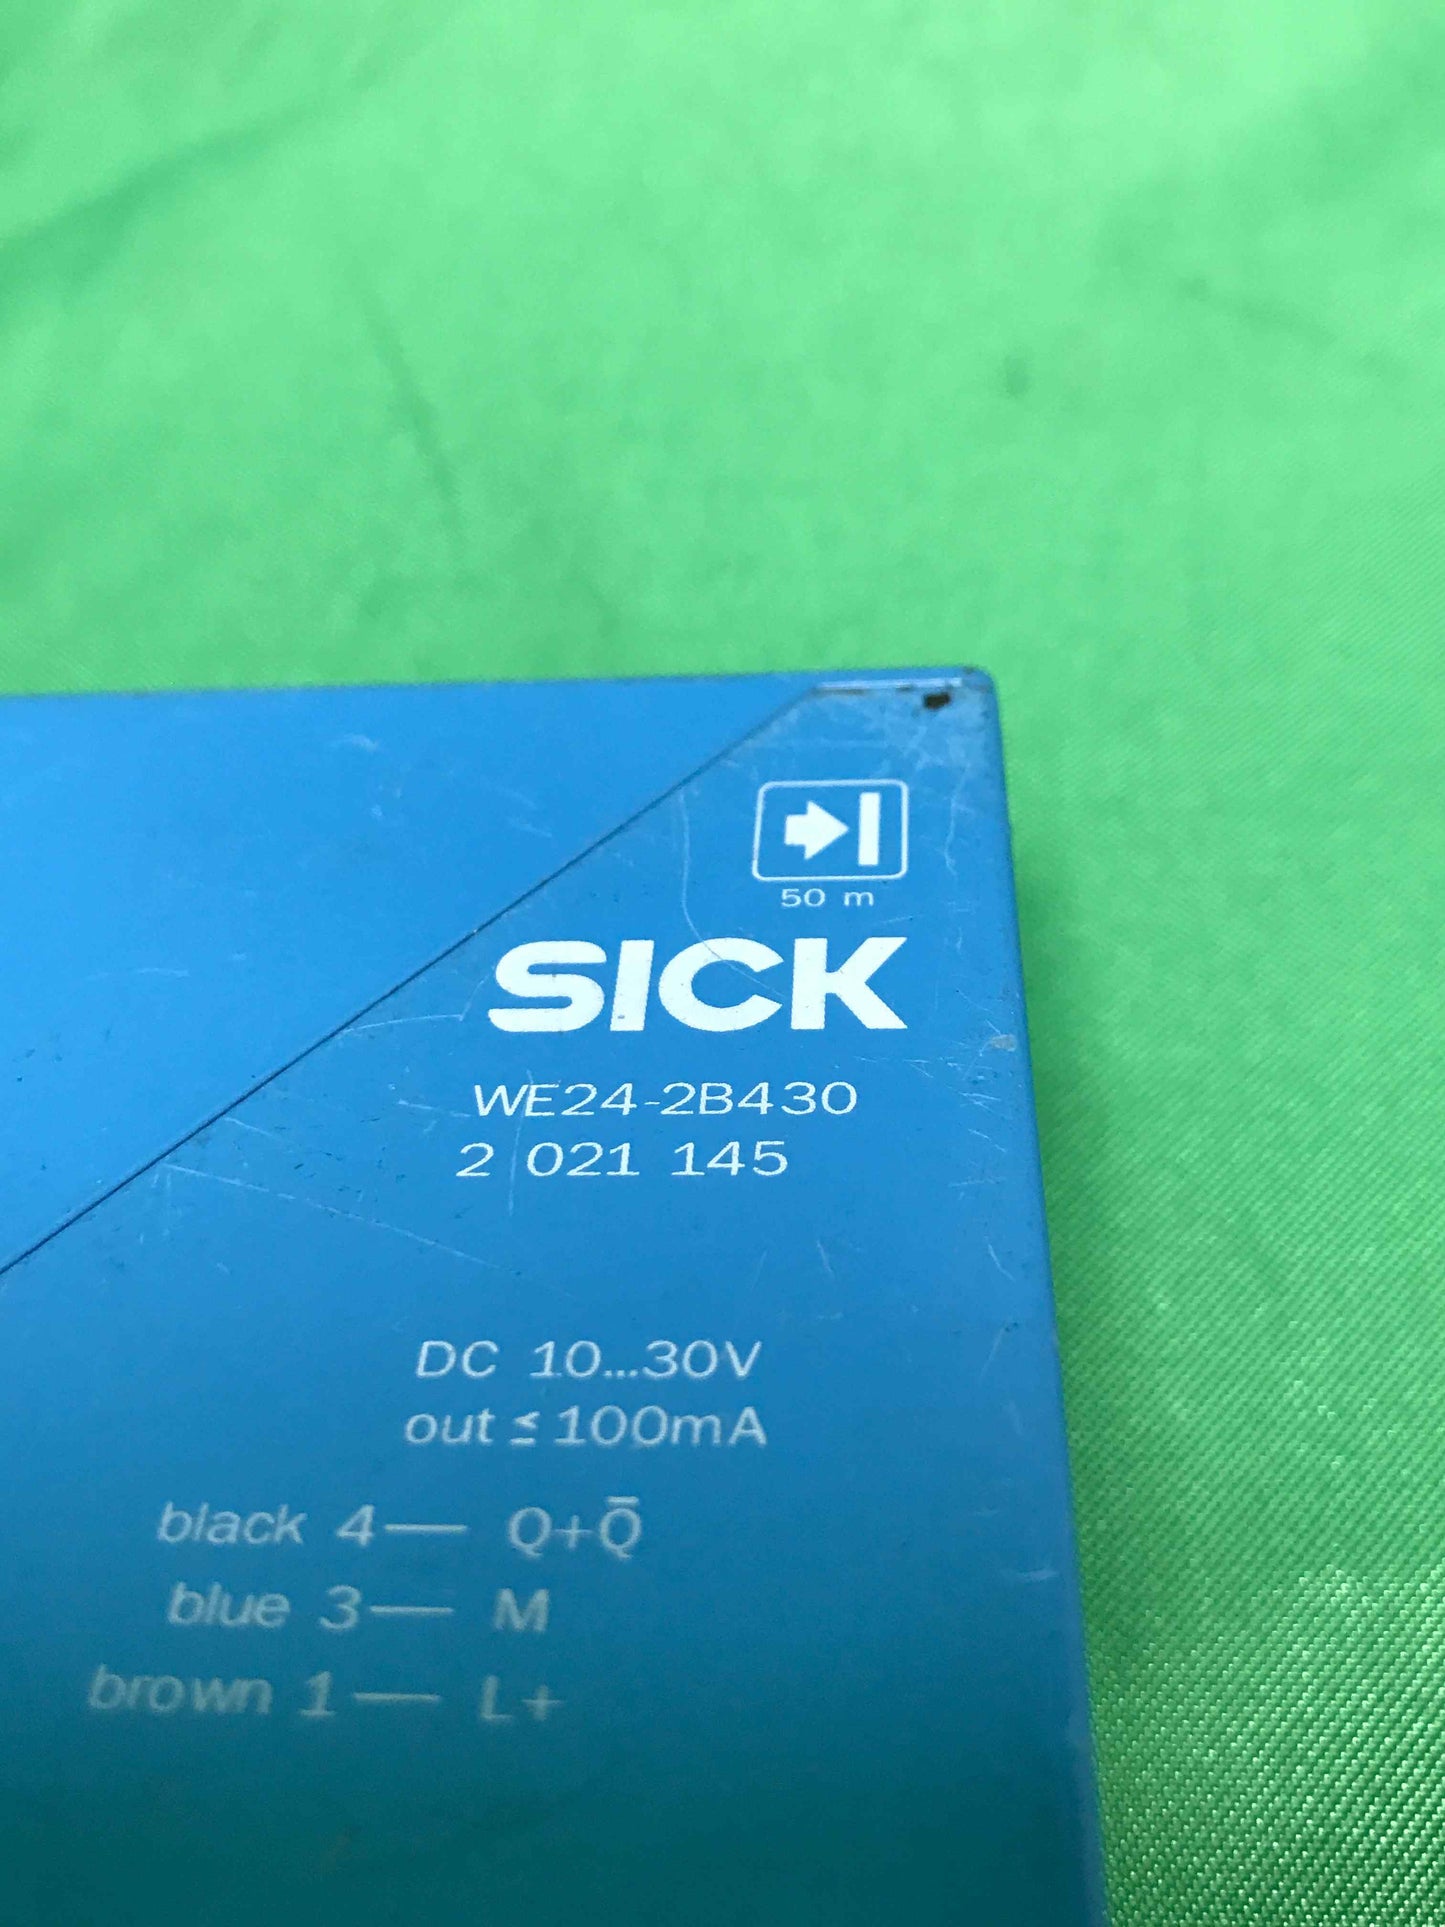 50 m
SICK
WE24-2B430
2 021 145
DC 10...30V
out ≤ 100mA
black 4— Q+Q̅
blue 3— M
brown 1— L+